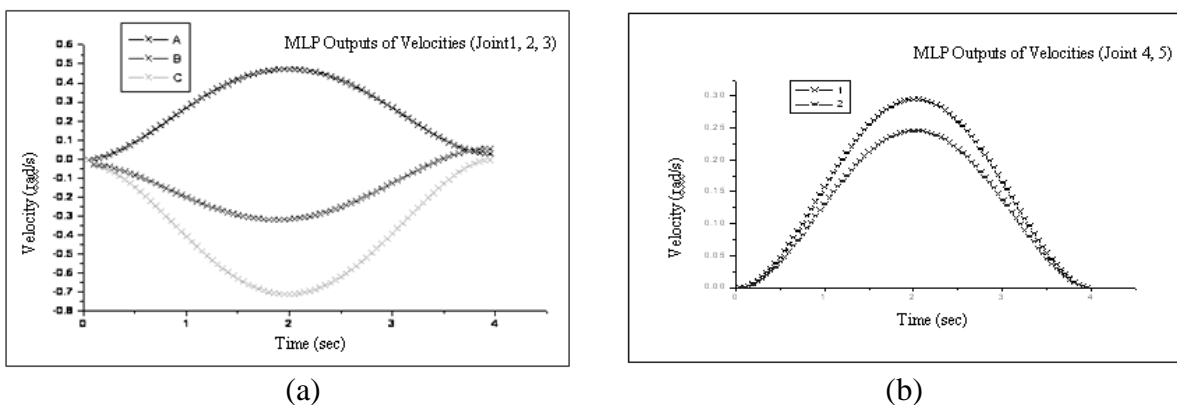 MLP Outputs of Velocities (Joint1, 2, 3)
A
B
C
0.6
0.5
0.4
0.3
0.2
0.1
0.0
-0.1
-0.2
-0.3
-0.4
-0.5
-0.6
-0.7
-0.8
Velocity (rad/s)
0 1 2 3 4
Time (sec)
(a)
MLP Outputs of Velocities (Joint 4, 5)
1
2
0.30
0.25
0.20
0.15
0.10
0.05
0.00
Velocity (rad/s)
0 1 2 3 4
Time (sec)
(b)